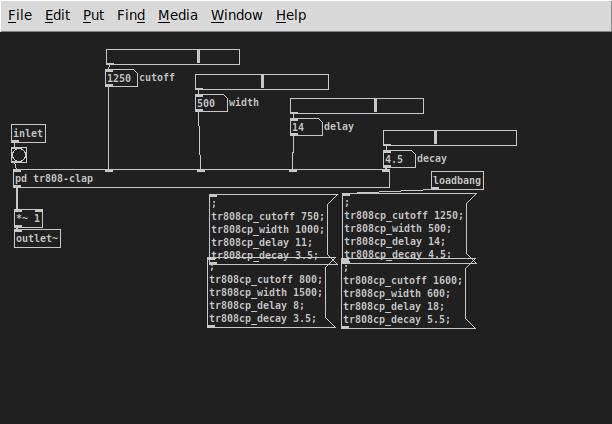 File Edit Put Find Media Window Help
1250 cutoff
500 width
14 delay
4.5 decay
inlet
pd tr808-clap
loadbang
*~ 1
outlet~
;
tr808cp_cutoff 750;
tr808cp_width 1000;
tr808cp_delay 11;
tr808cp_decay 3.5;
;
tr808cp_cutoff 1250;
tr808cp_width 500;
tr808cp_delay 14;
tr808cp_decay 4.5;
;
tr808cp_cutoff 800;
tr808cp_width 1500;
tr808cp_delay 8;
tr808cp_decay 3.5;
;
tr808cp_cutoff 1600;
tr808cp_width 600;
tr808cp_delay 18;
tr808cp_decay 5.5;